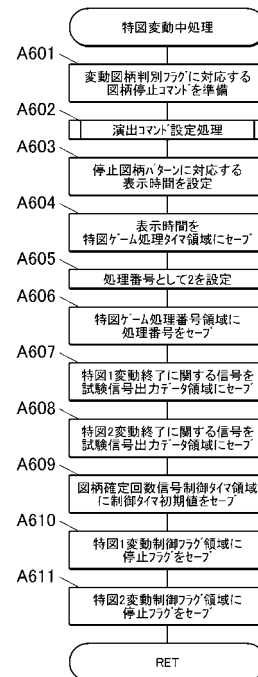 特図変動中処理
A601
変動図柄判別フラグに対応する
図柄停止コマンドを準備
A602
演出コマンド設定処理
A603
停止図柄パターンに対応する
表示時間を設定
A604
表示時間を
特図ゲーム処理タイマ領域にセーブ
A605
処理番号として2を設定
A606
特図ゲーム処理番号領域に
処理番号をセーブ
A607
特図1変動終了に関する信号を
試験信号出力データ領域にセーブ
A608
特図2変動終了に関する信号を
試験信号出力データ領域にセーブ
A609
図柄確定回数信号制御タイマ領域
に制御タイマ初期値をセーブ
A610
特図1変動制御フラグ領域に
停止フラグをセーブ
A611
特図2変動制御フラグ領域に
停止フラグをセーブ
RET